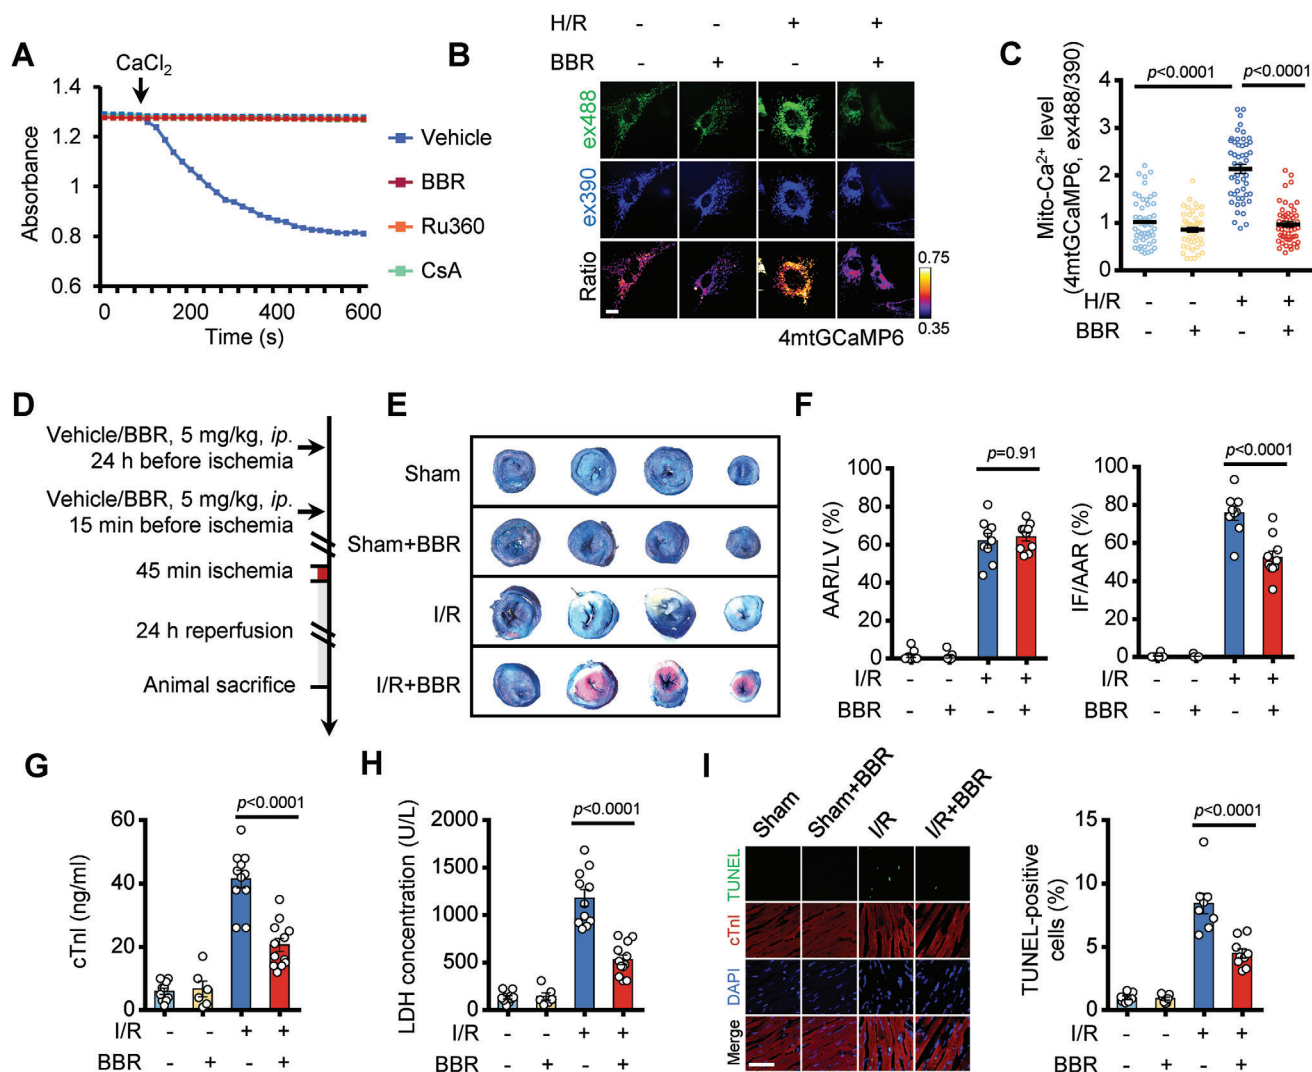 A
CaCl2
Absorbance
1.4
1.2
1
0.8
0.6
200
400
600
Time (s)
Vehicle
BBR
Ru360
CsA
B
H/R - - + +
BBR - + - +
ex488
ex390
Ratio
0.75
0.35
4mtGCaMP6
C
p<0.0001
p<0.0001
Mito-Ca2+ level
(4mtGCaMP6, ex488/390)
4
3
2
1
0
H/R - - + +
BBR - + - +
D
Vehicle/BBR, 5 mg/kg, ip.
24 h before ischemia
Vehicle/BBR, 5 mg/kg, ip.
15 min before ischemia
45 min ischemia
24 h reperfusion
Animal sacrifice
E
Sham
Sham+BBR
I/R
I/R+BBR
F
p=0.91
AAR/LV (%)
100
80
60
40
20
0
I/R - - + +
BBR - + - +
p<0.0001
IF/AAR (%)
100
80
60
40
20
0
I/R - - + +
BBR - + - +
G
p<0.0001
cTnI (ng/ml)
60
40
20
0
I/R - - + +
BBR - + - +
H
p<0.0001
LDH concentration (U/L)
2000
1500
1000
500
0
I/R - - + +
BBR - + - +
I
Sham
Sham+BBR
I/R
I/R+BBR
TUNEL
cTnI
DAPI
Merge
p<0.0001
TUNEL-positive
cells (%)
15
10
5
0
I/R - - + +
BBR - + - +